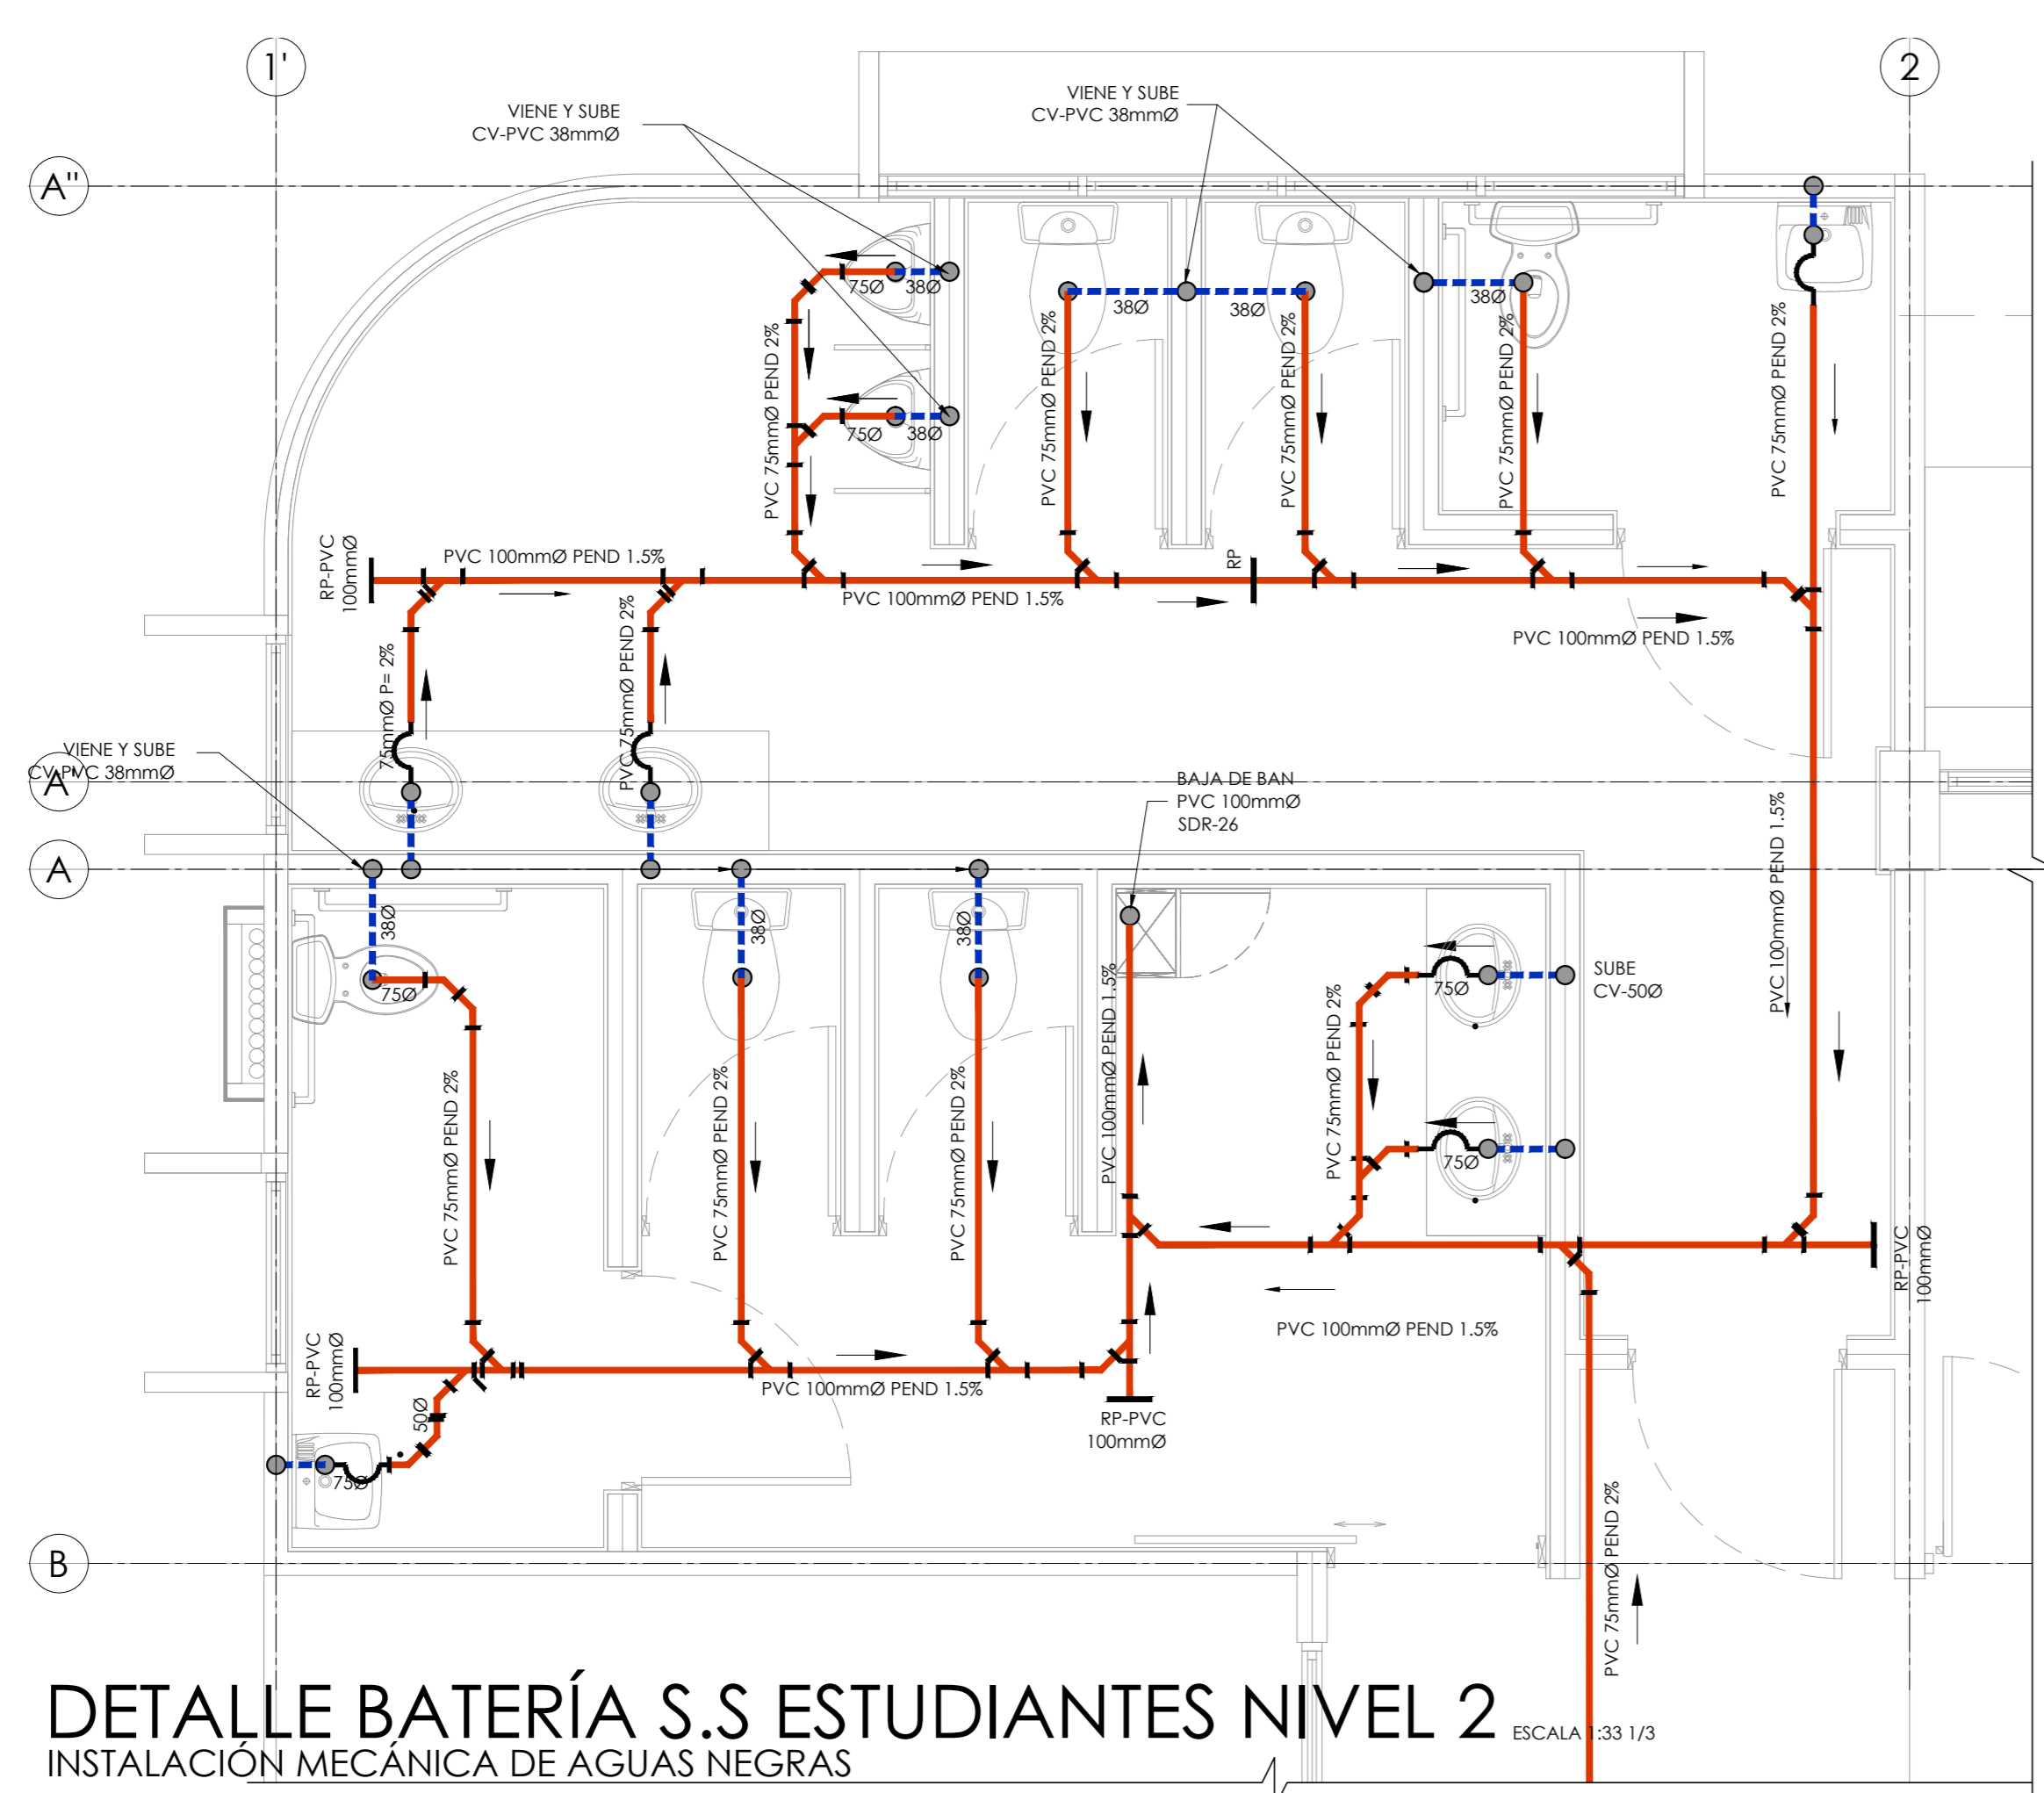 1'
2
VIENE Y SUBE
CV-PVC 38mmØ
VIENE Y SUBE
CV-PVC 38mmØ
A"
75Ø
38Ø
38Ø
38Ø
38Ø
75Ø
38Ø
PVC 75mmØ PEND 2%
PVC 75mmØ PEND 2%
PVC 75mmØ PEND 2%
PVC 75mmØ PEND 2%
PVC 75mmØ PEND 2%
RP-PVC
100mmØ
PVC 100mmØ PEND 1.5%
RP
PVC 100mmØ PEND 1.5%
PVC 100mmØ PEND 1.5%
75mmØ P= 2%
PVC 75mmØ PEND 2%
VIENE Y SUBE
CV-PVC 38mmØ
A'
BAJA DE BAN
PVC 100mmØ
SDR-26
PVC 100mmØ PEND 1.5%
A
38Ø
38Ø
38Ø
75Ø
PVC 100mmØ PEND 1.5%
75Ø
SUBE
CV-50Ø
PVC 75mmØ PEND 2%
75Ø
PVC 75mmØ PEND 2%
PVC 75mmØ PEND 2%
PVC 75mmØ PEND 2%
RP-PVC
100mmØ
PVC 100mmØ PEND 1.5%
RP-PVC
100mmØ
PVC 100mmØ PEND 1.5%
RP-PVC
100mmØ
50Ø
75Ø
PVC 75mmØ PEND 2%
B
DETALLE BATERÍA S.S ESTUDIANTES NIVEL 2
ESCALA 1:33 1/3
INSTALACIÓN MECÁNICA DE AGUAS NEGRAS